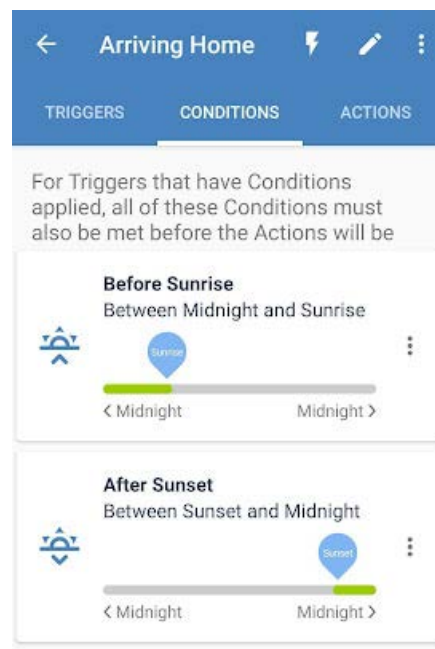 Arriving Home
TRIGGERS CONDITIONS ACTIONS
For Triggers that have Conditions
applied, all of these Conditions must
also be met before the Actions will be
Before Sunrise
Between Midnight and Sunrise
Sunrise
< Midnight Midnight >
After Sunset
Between Sunset and Midnight
Sunset
< Midnight Midnight >